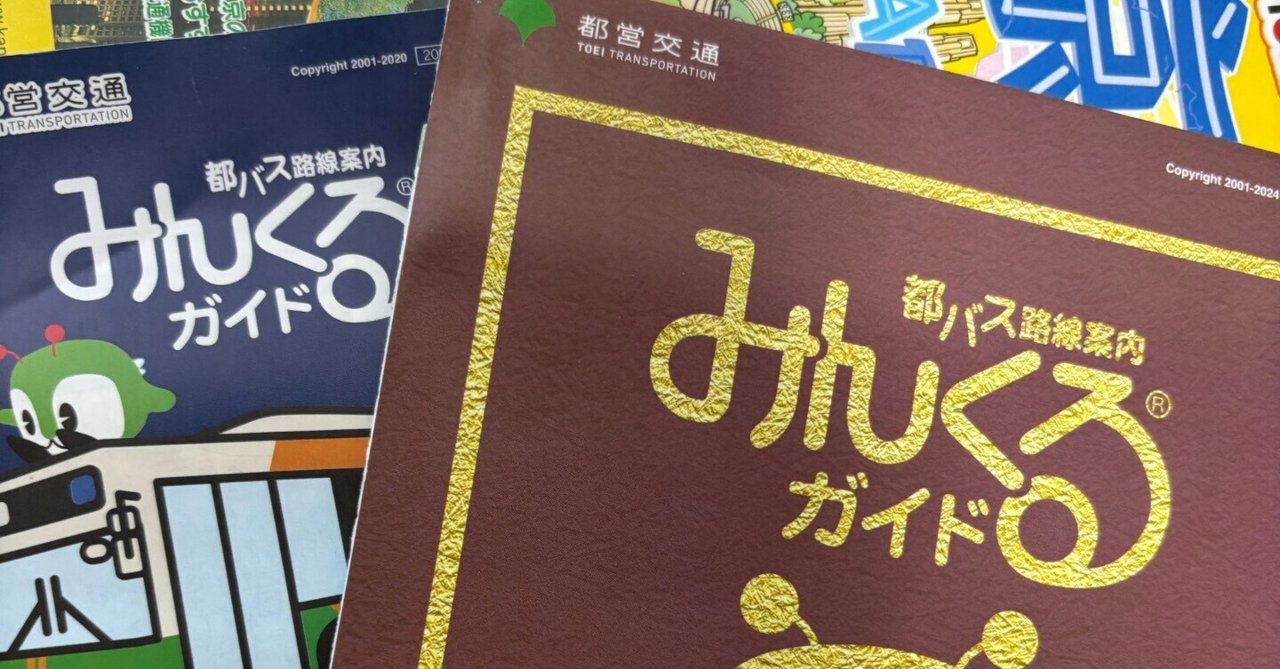 Copyright 2001-2020
営交通
TRANSPORTATION
都バス路線案内
みんくる®
ガイド
都営交通
TOEI TRANSPORTATION
Copyright 2001-2024
都バス路線案内
みんくる®
ガイド